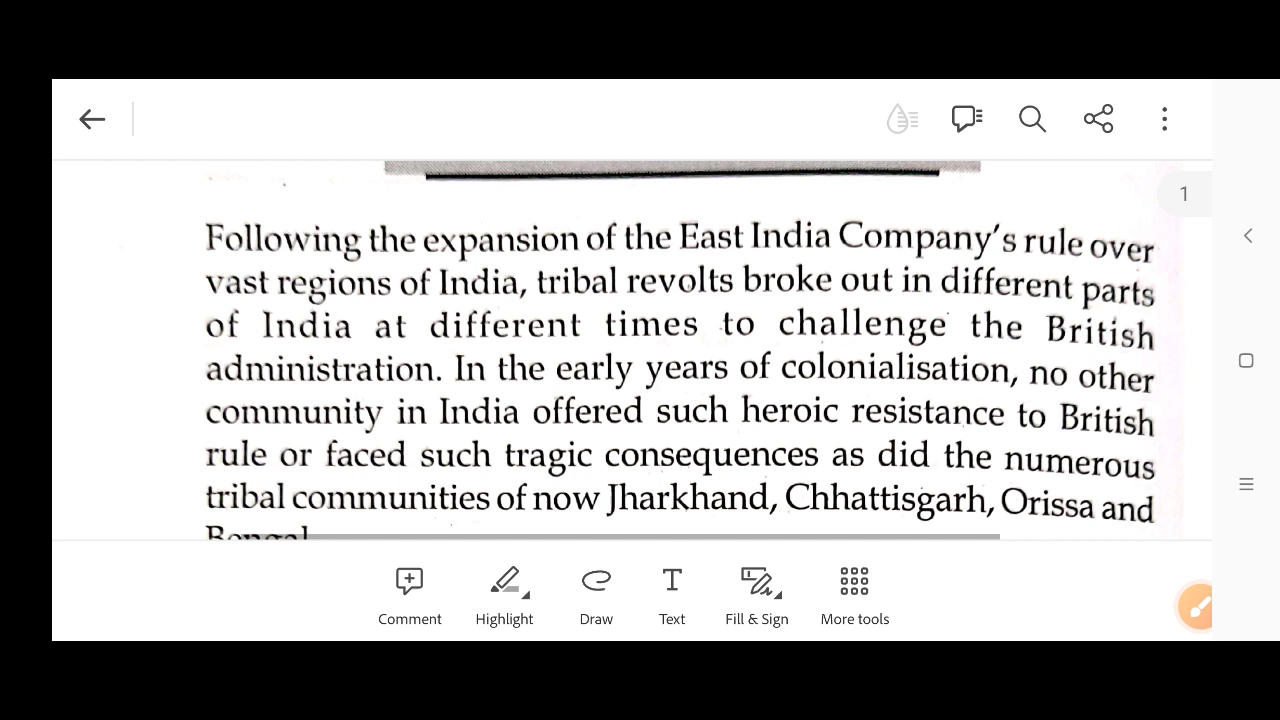 1
Following the expansion of the East India Company's rule over
vast regions of India, tribal revolts broke out in different parts
of India at different times to challenge the British
administration. In the early years of colonialisation, no other
community in India offered such heroic resistance to British
rule or faced such tragic consequences as did the numerous
tribal communities of now Jharkhand, Chhattisgarh, Orissa and
Bengal
Comment Highlight Draw Text Fill & Sign More tools